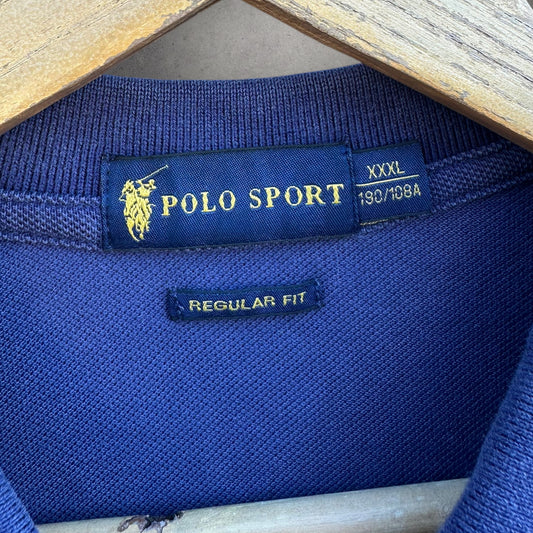 POLO SPORT
XXXL
190/108A
REGULAR FIT